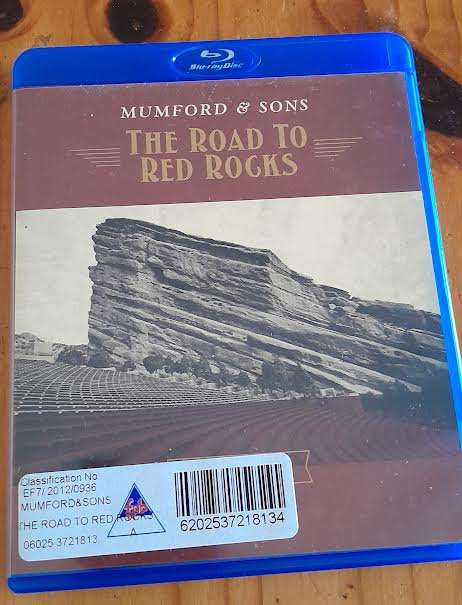 Blu-ray Disc
MUMFORD & SONS
THE ROAD TO
RED ROCKS
Classification No
EF7/ 2012/0936
MUMFORD&SONS
THE ROAD TO RED ROCKS
06025 3721813
A
6202537218134